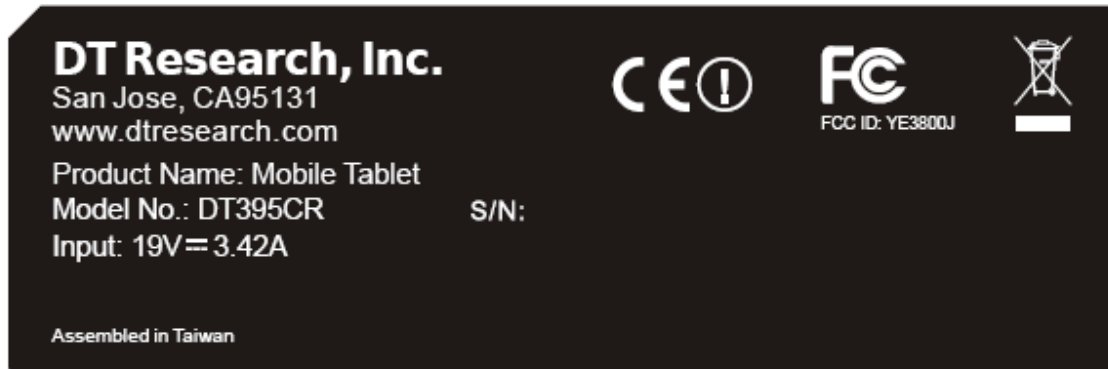 DT Research, Inc.
San Jose, CA95131
www.dtresearch.com
Product Name: Mobile Tablet
Model No.: DT395CR
S/N:
Input: 19V⎓3.42A
Assembled in Taiwan
CE
FC
FCC ID: YE3800J